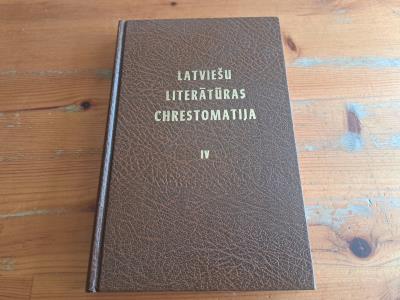 LATVIEŠU
LITERĀTŪRAS
CHRESTOMATIJA
IV